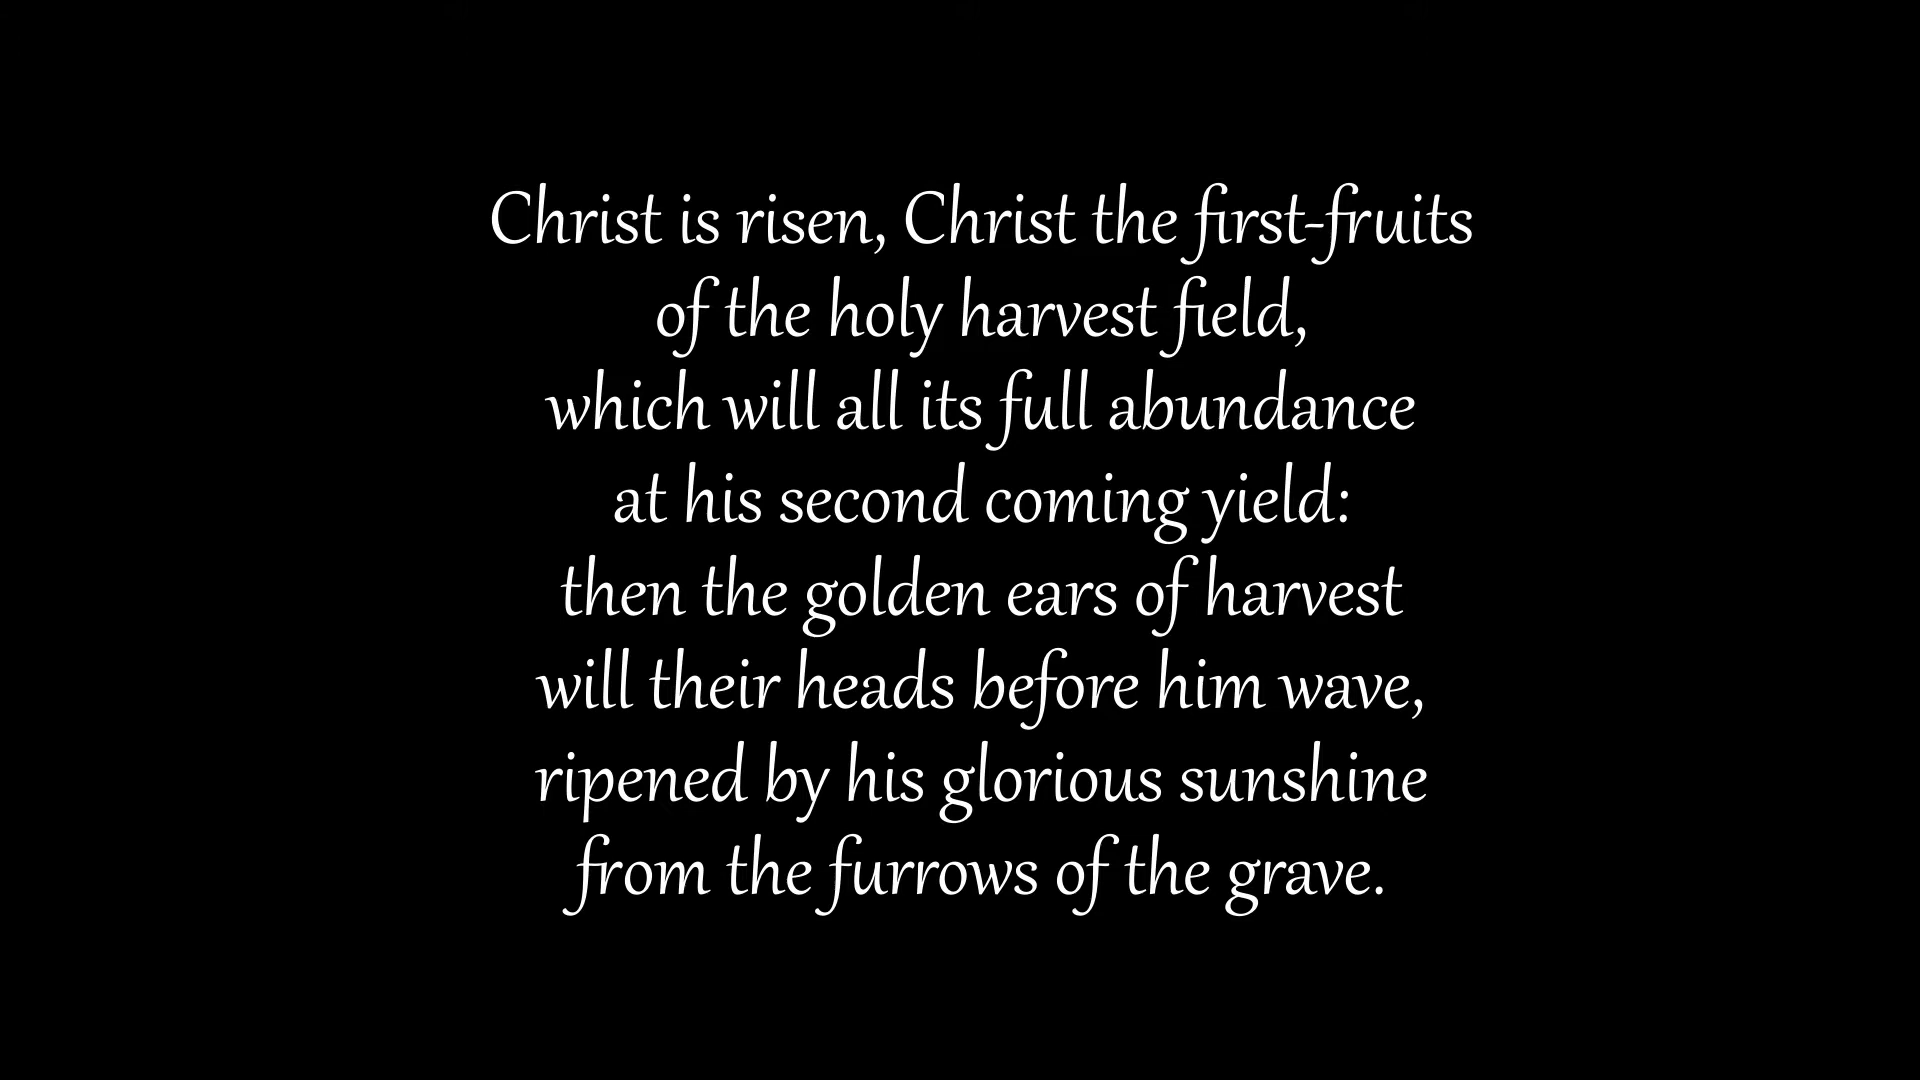 Christ is risen, Christ the first-fruits
of the holy harvest field,
which will all its full abundance
at his second coming yield:
then the golden ears of harvest
will their heads before him wave,
ripened by his glorious sunshine
from the furrows of the grave.